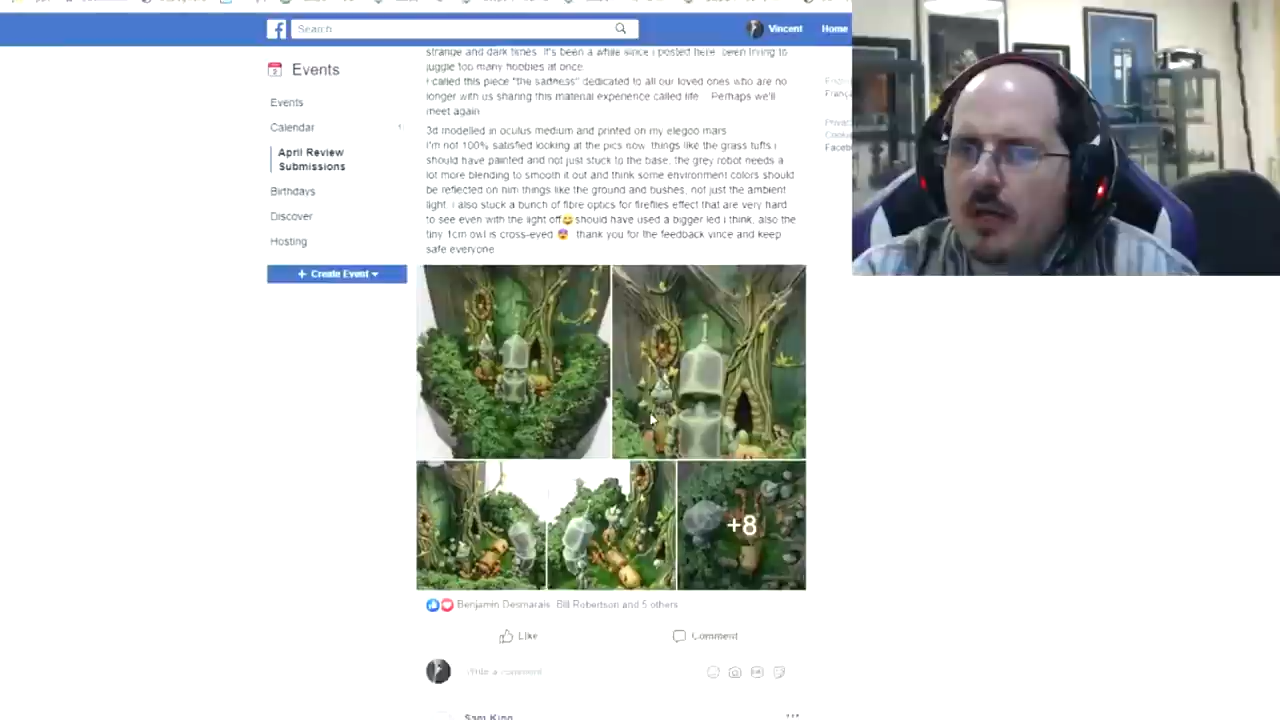 Search
Vincent
Home
Events
Events
Calendar
1
April Review
Submissions
Birthdays
Discover
Hosting
+ Create Event
strange and dark times. It's been a while since i posted here been trying to
juggle too many hobbies at once.
I called this piece "the sadness" dedicated to all our loved ones who are no
longer with us sharing this material experience called life. Perhaps we'll
meet again
3d modelled in oculus medium and printed on my elegoo mars
I'm not 100% satisfied looking at the pics now, things like the grass tufts i
should have painted and not just stuck to the base, the grey robot needs a
lot more blending to smooth it out and think some environment colors should
be reflected on him things like the ground and bushes, not just the ambient
light. i also stuck a bunch of fibre optics for fireflies effect that are very hard
to see even with the light off😄should have used a bigger led i think, also the
tiny 1cm owl is cross-eyed 😨 thank you for the feedback vince and keep
safe everyone
+8
Benjamin Desmarais, Bill Robertson and 5 others
Like
Comment
Write a comment
Sam King